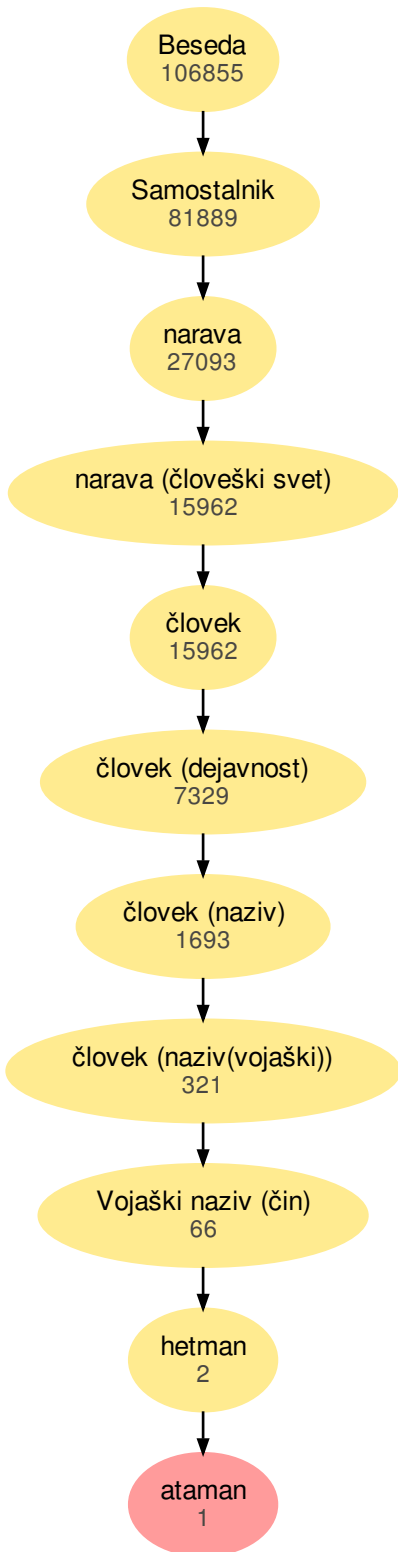 Beseda
106855
Samostalnik
81889
narava
27093
narava (človeški svet)
15962
človek
15962
človek (dejavnost)
7329
človek (naziv)
1693
človek (naziv(vojaški))
321
Vojaški naziv (čin)
66
hetman
2
ataman
1